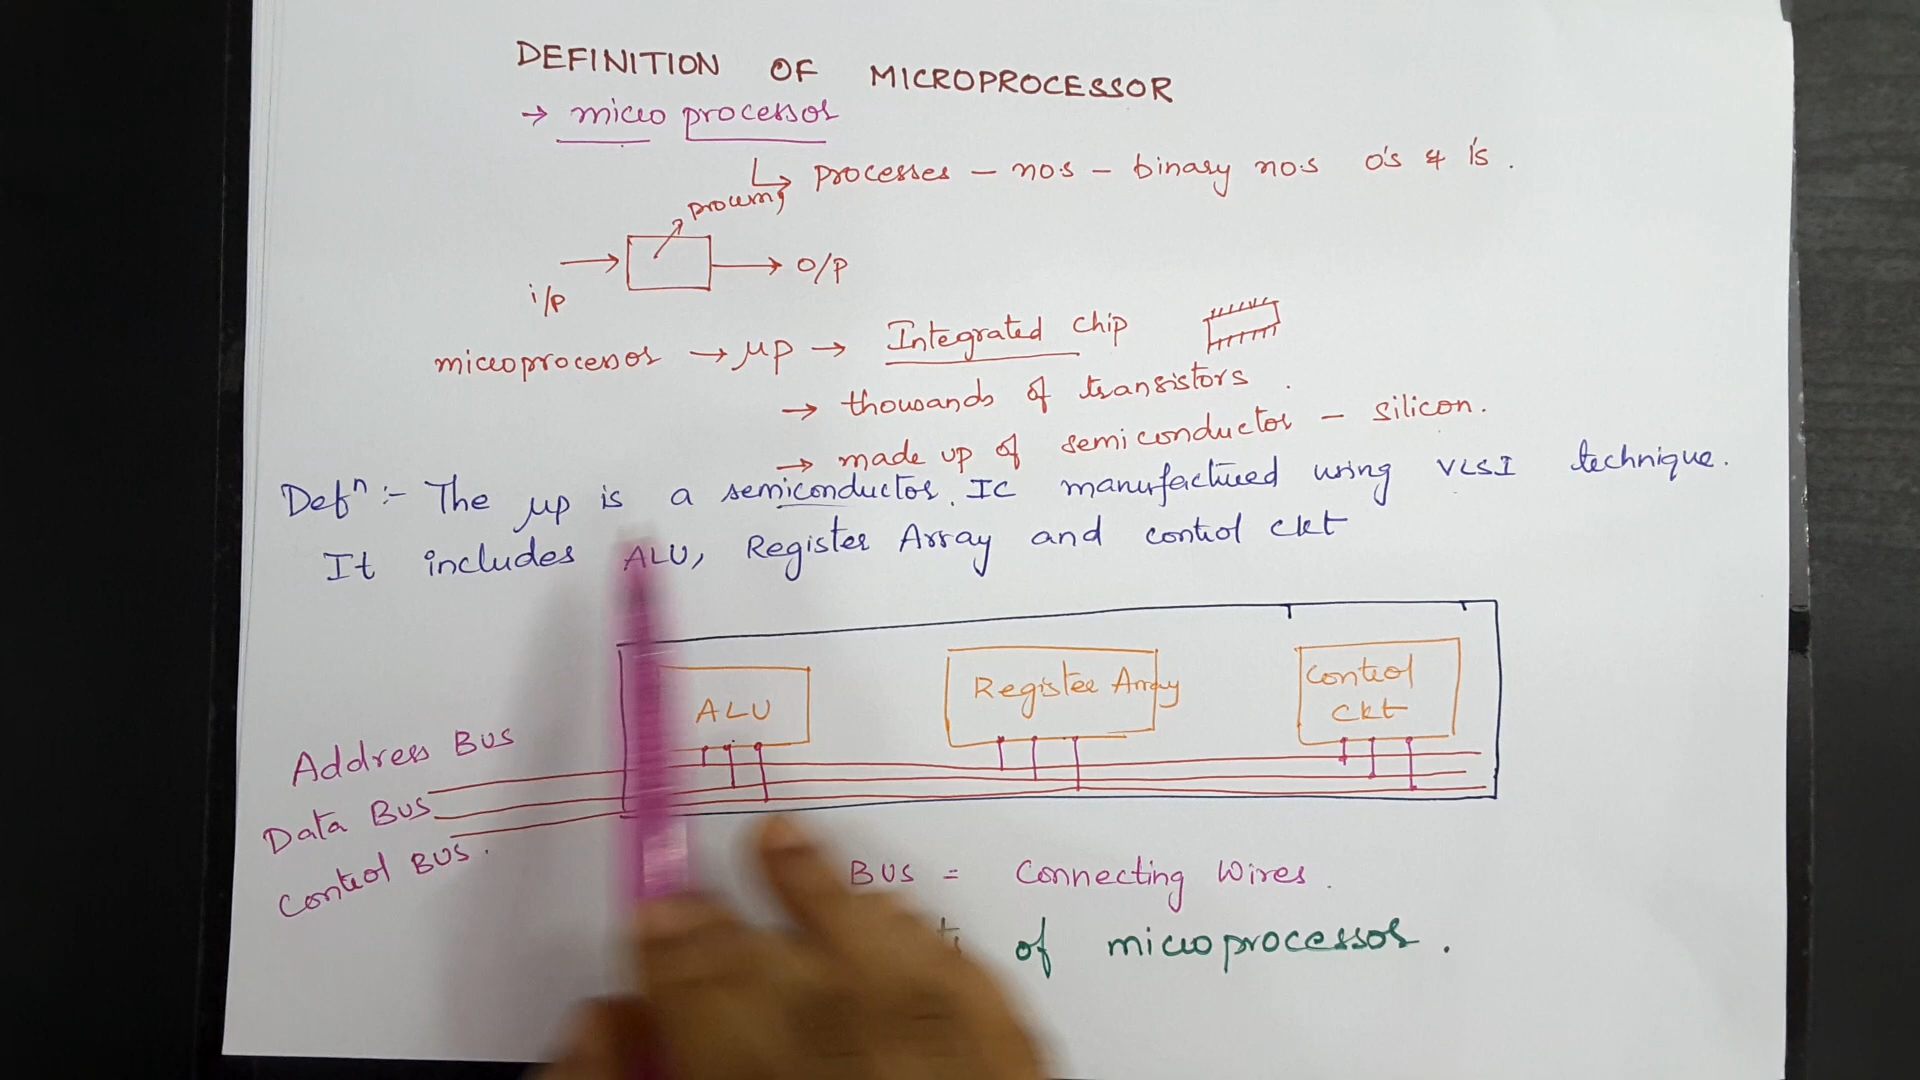 DEFINITION OF MICROPROCESSOR
→ micro processor
↳ processes - nos - binary nos 0's & 1's.
i/p
O/P
microprocessor → μp → Integrated chip
→ thousands of transistors.
→ made up of semiconductor - silicon.
Defⁿ :- The μp is a semiconductor IC manufactured using VLSI technique.
It includes ALU, Register Array and control ckt
ALU
Register Array
Control
ckt
Address Bus
Data Bus
Control BUS.
BUS = Connecting Wires.
of microprocessor.